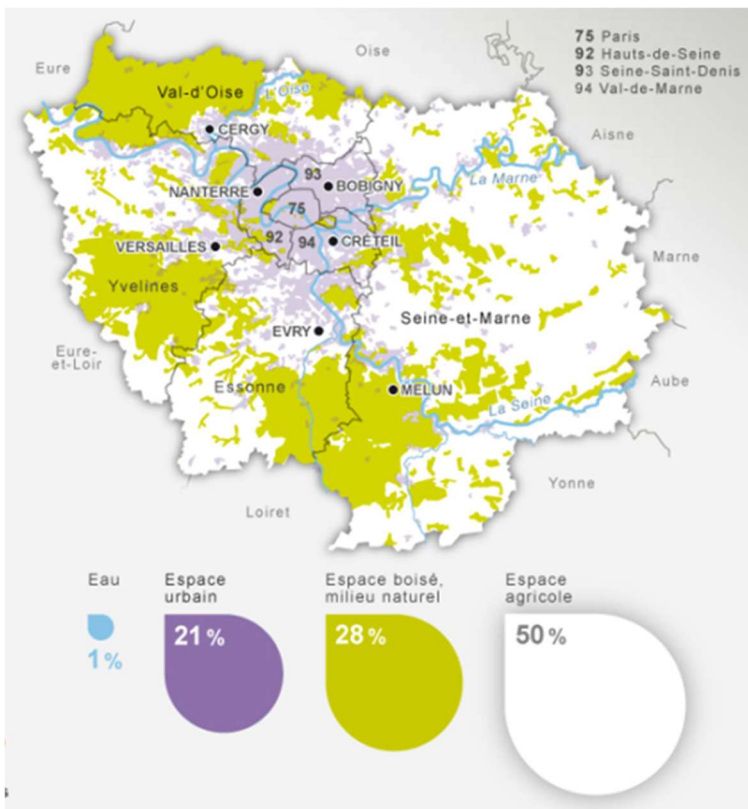 75 Paris
92 Hauts-de-Seine
93 Seine-Saint-Denis
94 Val-de-Marne
Oise
Eure
Val-d'Oise
L'Oise
Aisne
CERGY
93
La Marne
NANTERRE
BOBIGNY
75
92
94
CRÉTEIL
VERSAILLES
Marne
Yvelines
Seine-et-Marne
EVRY
Eure-
et-Loir
Essonne
MELUN
Aube
La Seine
Yonne
Loiret
Eau
1 %
Espace
urbain
21 %
Espace boisé,
milieu naturel
28 %
Espace
agricole
50 %